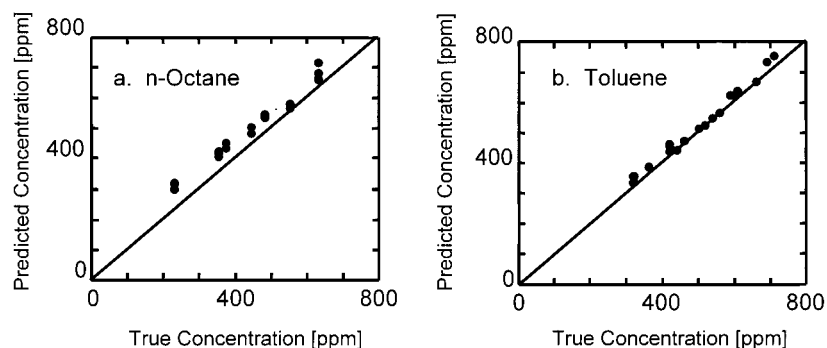 800
a. n-Octane
400
0
Predicted Concentration [ppm]
0 400 800
True Concentration [ppm]
800
b. Toluene
400
0
Predicted Concentration [ppm]
0 400 800
True Concentration [ppm]